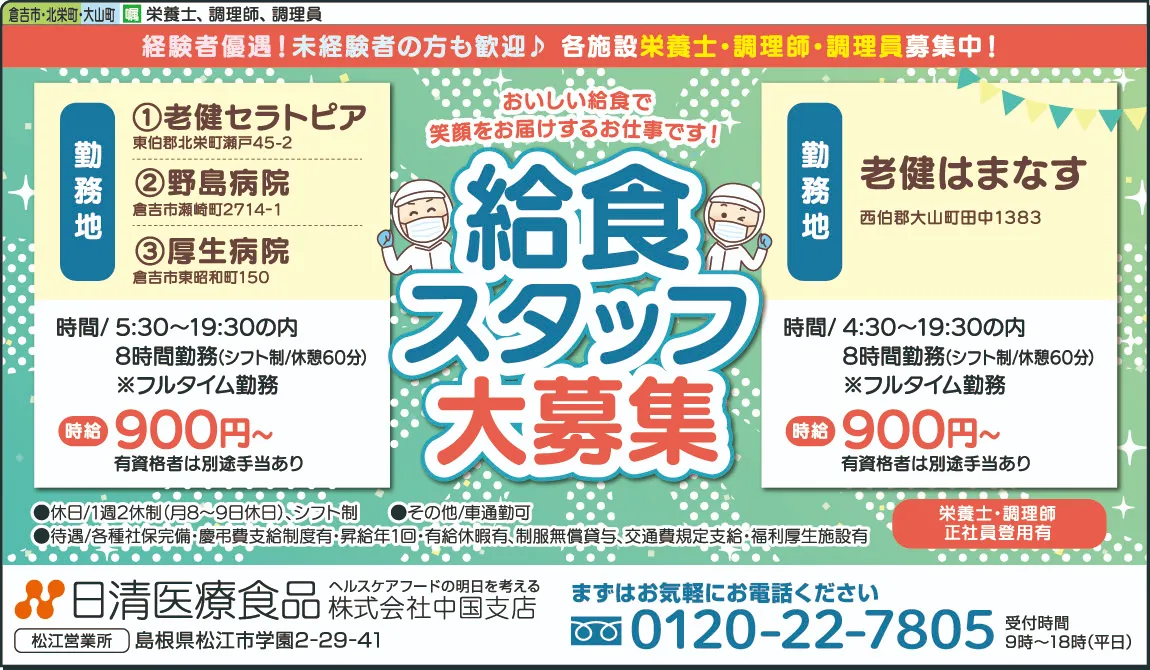 倉吉市・北栄町・大山町 嘱 栄養士、調理師、調理員
経験者優遇!未経験者の方も歓迎♪ 各施設栄養士・調理師・調理員募集中!
勤務地
①老健セラトピア
東伯郡北栄町瀬戸45-2
②野島病院
倉吉市瀬崎町2714-1
③厚生病院
倉吉市東昭和町150
時間/5:30〜19:30の内
8時間勤務(シフト制/休憩60分)
※フルタイム勤務
時給 900円〜
有資格者は別途手当あり
おいしい給食で
笑顔をお届けするお仕事です!
給食
スタッフ
大募集
勤務地
老健はまなす
西伯郡大山町田中1383
時間/4:30〜19:30の内
8時間勤務(シフト制/休憩60分)
※フルタイム勤務
時給 900円〜
有資格者は別途手当あり
●休日/1週2休制(月8〜9日休日)、シフト制 ●その他/車通勤可
●待遇/各種社保完備・慶弔費支給制度有・昇給年1回・有給休暇有、制服無償貸与、交通費規定支給・福利厚生施設有
栄養士・調理師
正社員登用有
日清医療食品
ヘルスケアフードの明日を考える
株式会社中国支店
松江営業所 島根県松江市学園2-29-41
まずはお気軽にお電話ください
0120-22-7805
受付時間
9時〜18時(平日)